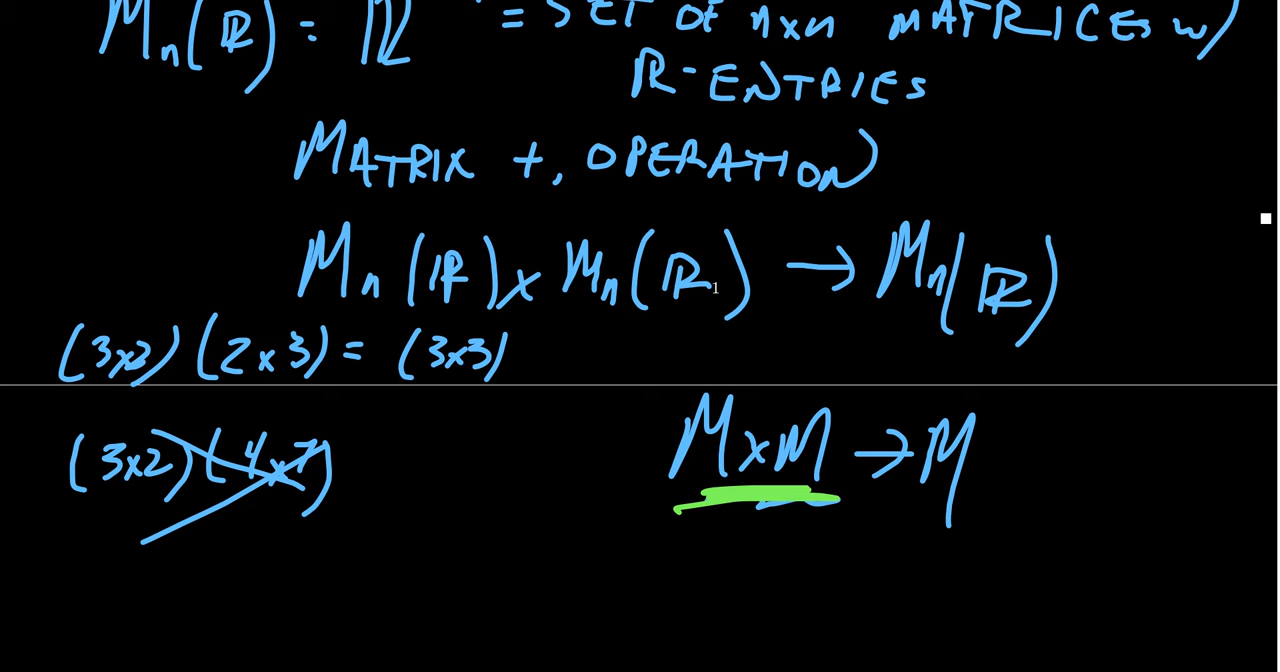 Mₙ(ℝ) = ℝ = SET OF n×n MATRICES w/
ℝ-ENTRIES
MATRIX +, OPERATION
Mₙ(ℝ) × Mₙ(ℝ) → Mₙ(ℝ)
(3×2) (2×3) = (3×3)
(3×2) (4×7)
M×M → M